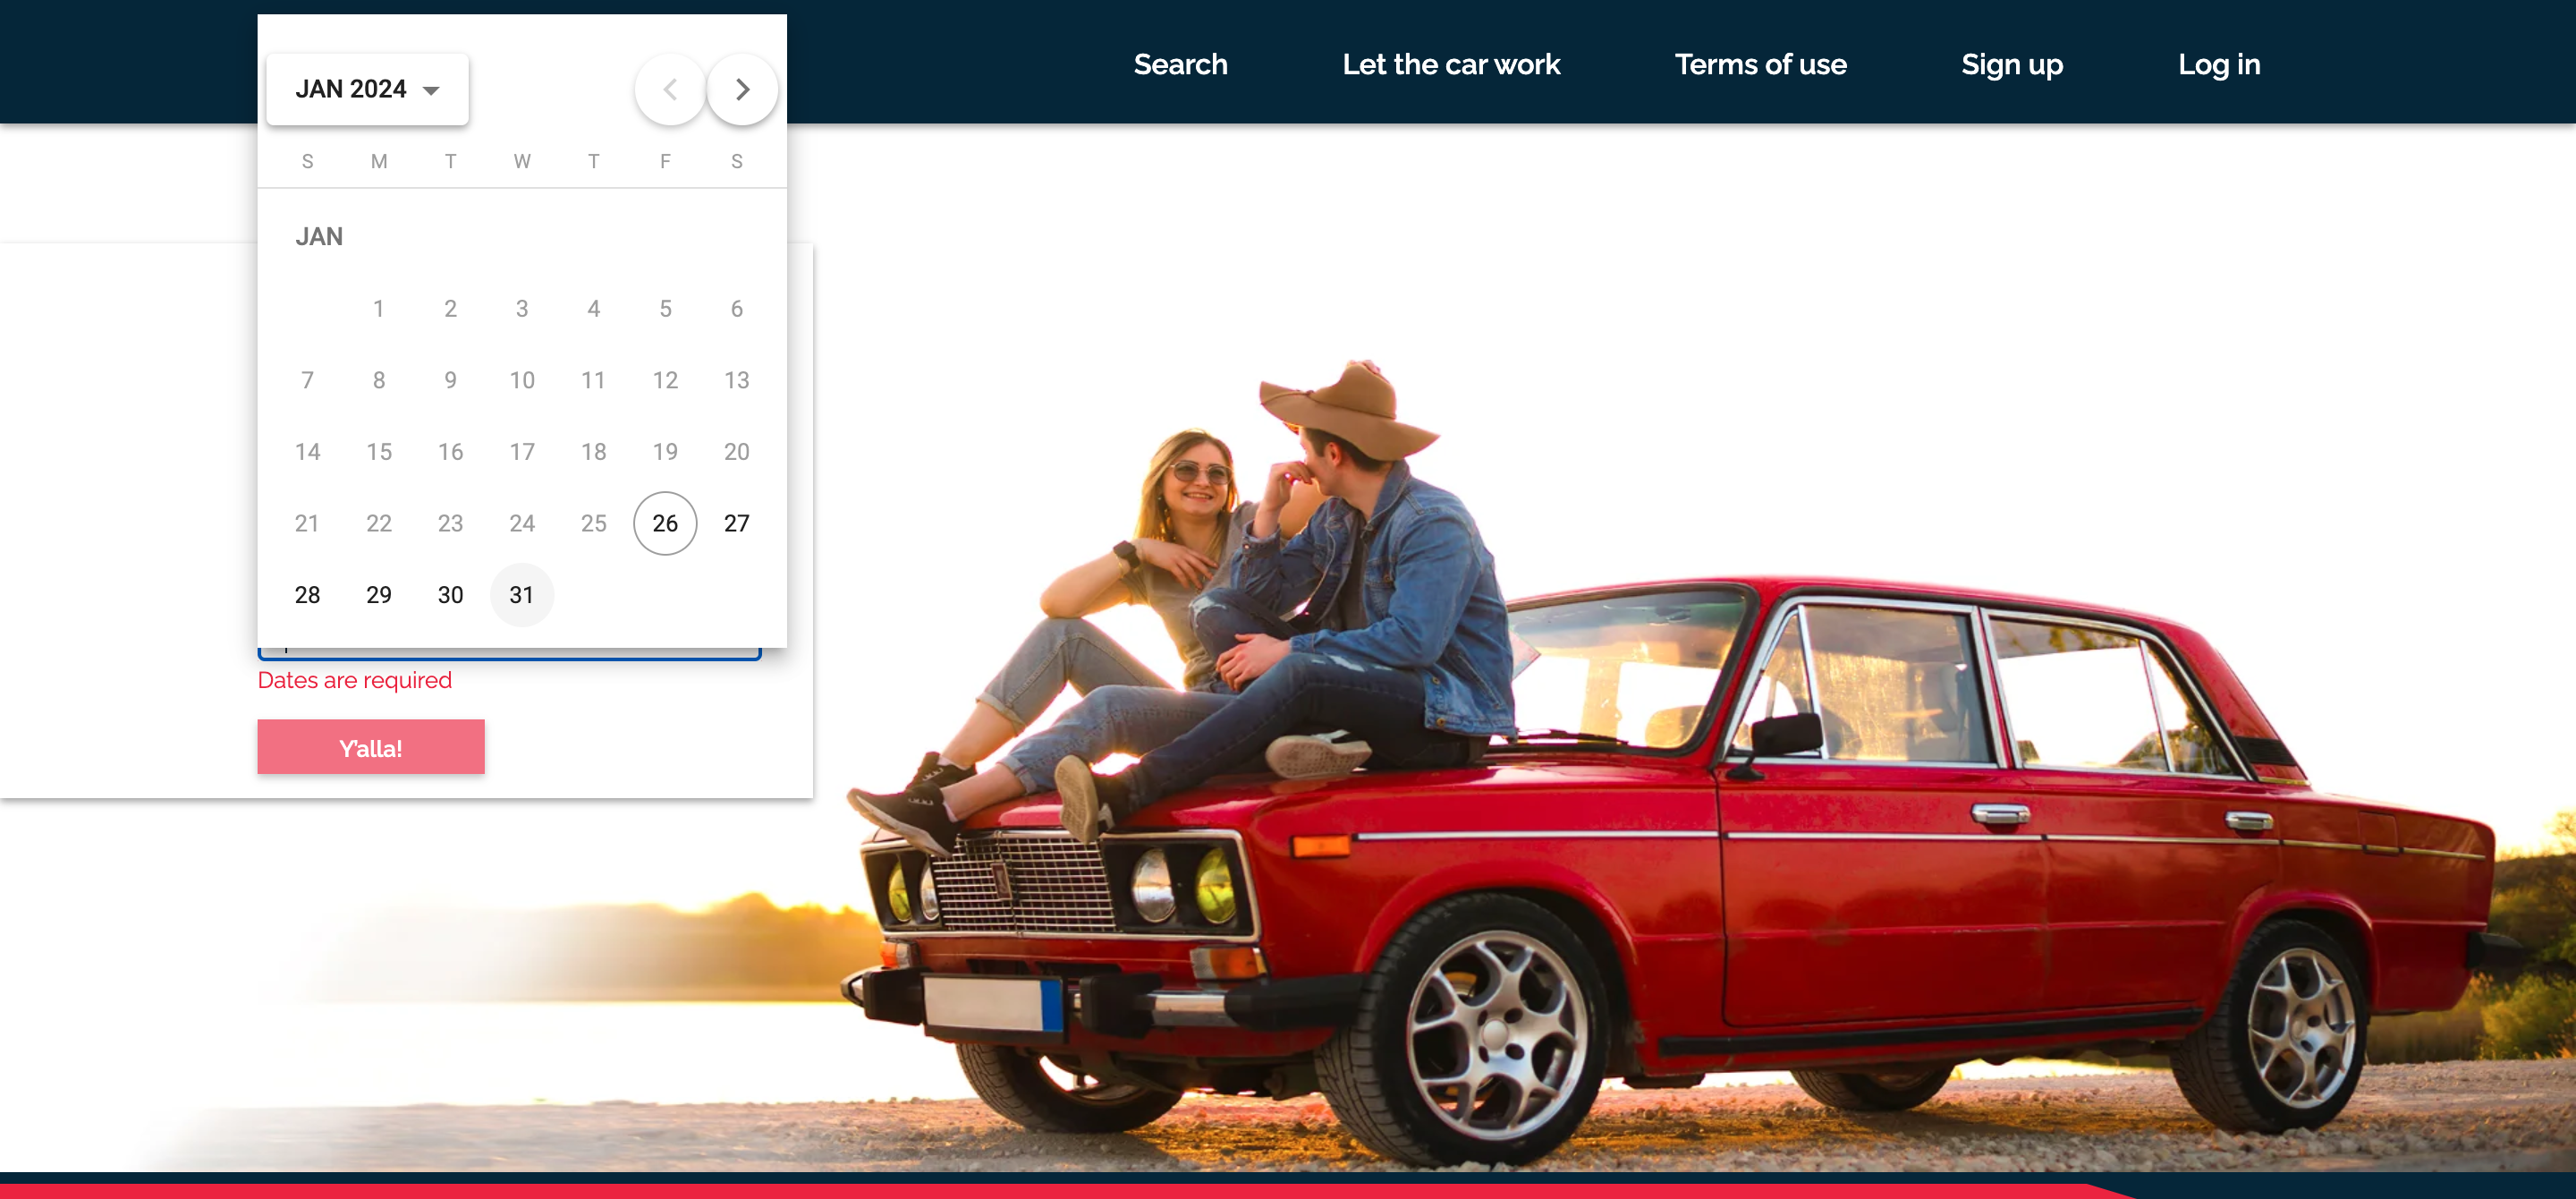 Search Let the car work Terms of use Sign up Log in
JAN 2024
S M T W T F S
JAN
1 2 3 4 5 6
7 8 9 10 11 12 13
14 15 16 17 18 19 20
21 22 23 24 25 26 27
28 29 30 31
Dates are required
Y'alla!